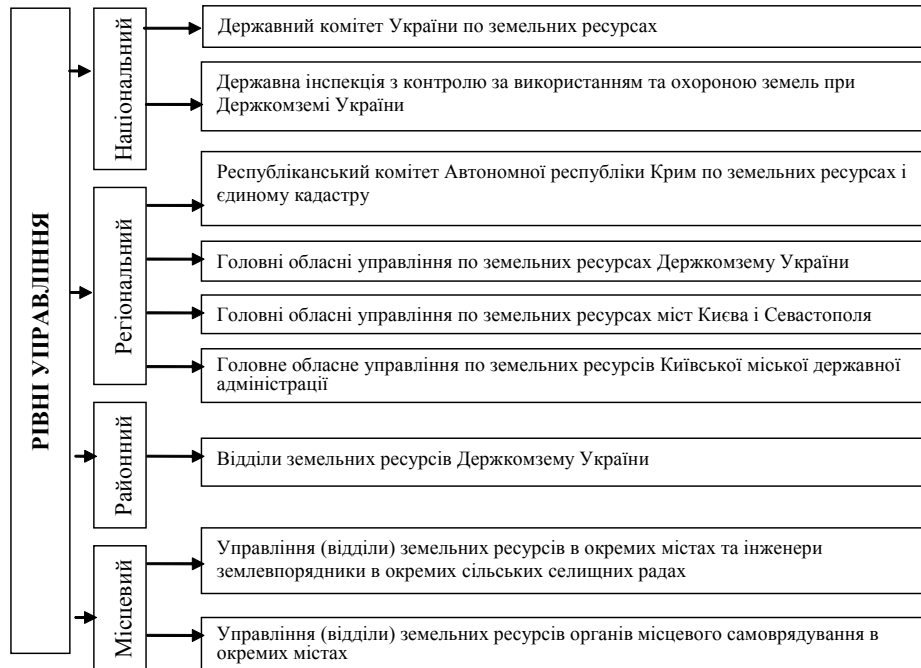 РІВНІ УПРАВЛІННЯ
Національний
Державний комітет України по земельних ресурсах
Державна інспекція з контролю за використанням та охороною земель при
Держкомземі України
Регіональний
Республіканський комітет Автономної республіки Крим по земельних ресурсах і
єдиному кадастру
Головні обласні управління по земельних ресурсах Держкомзему України
Головні обласні управління по земельних ресурсах міст Києва і Севастополя
Головне обласне управління по земельних ресурсів Київської міської державної
адміністрації
Районний
Відділи земельних ресурсів Держкомзему України
Місцевий
Управління (відділи) земельних ресурсів в окремих містах та інженери
землевпорядники в окремих сільських селищних радах
Управління (відділи) земельних ресурсів органів місцевого самоврядування в
окремих містах